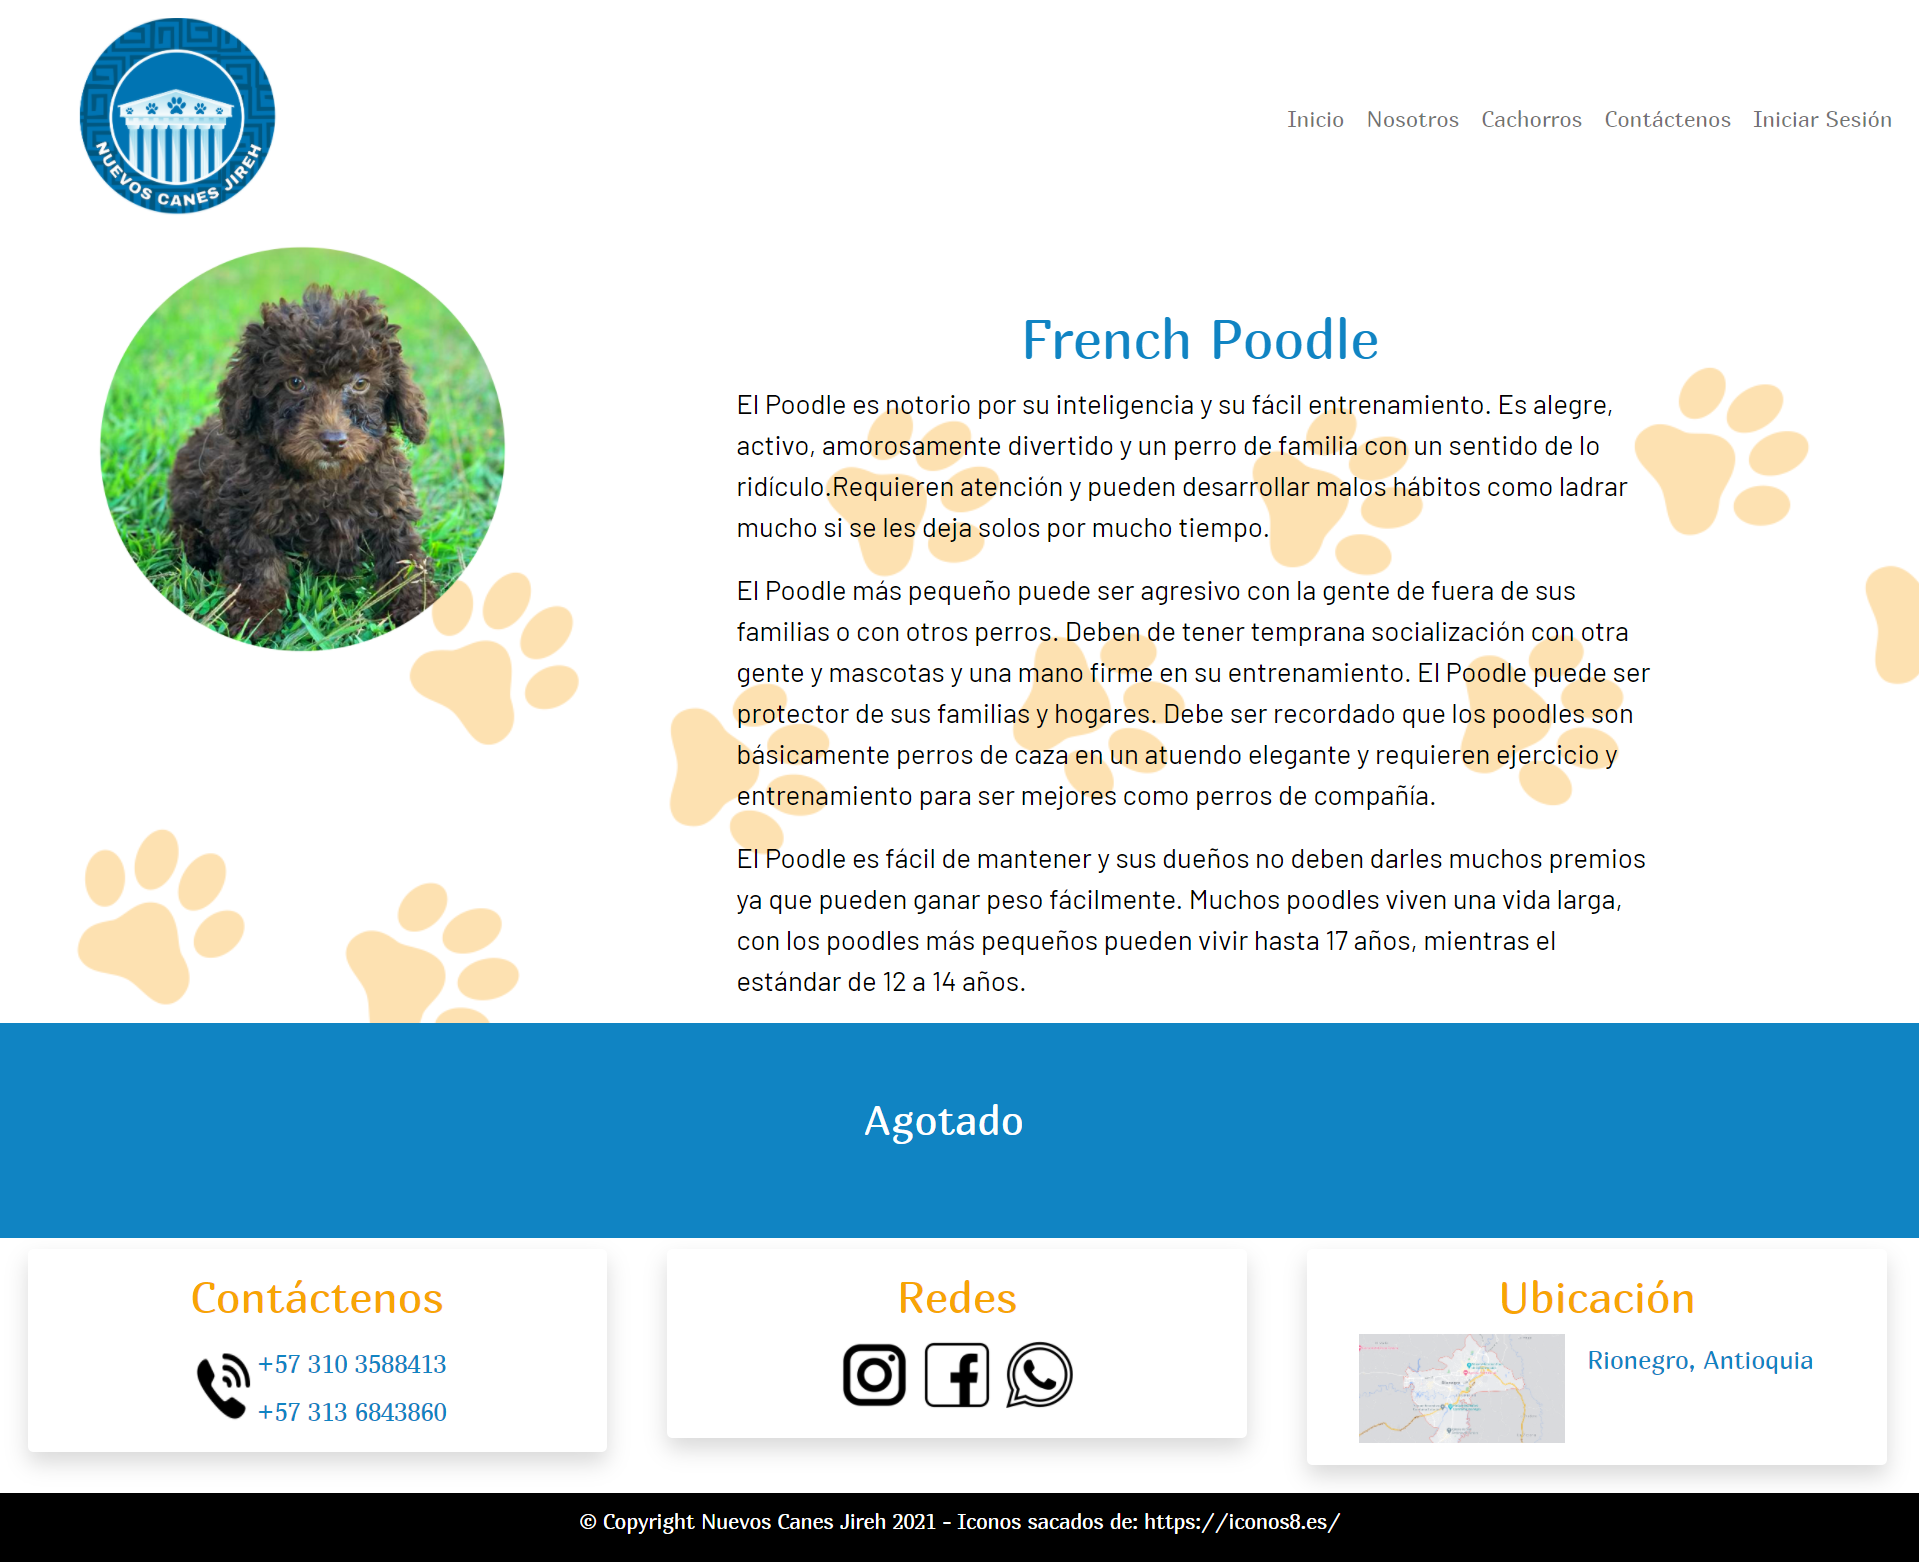 NUEVOS CANES JIREH
Inicio Nosotros Cachorros Contáctenos Iniciar Sesión
French Poodle
El Poodle es notorio por su inteligencia y su fácil entrenamiento. Es alegre,
activo, amorosamente divertido y un perro de familia con un sentido de lo
ridículo.Requieren atención y pueden desarrollar malos hábitos como ladrar
mucho si se les deja solos por mucho tiempo.
El Poodle más pequeño puede ser agresivo con la gente de fuera de sus
familias o con otros perros. Deben de tener temprana socialización con otra
gente y mascotas y una mano firme en su entrenamiento. El Poodle puede ser
protector de sus familias y hogares. Debe ser recordado que los poodles son
básicamente perros de caza en un atuendo elegante y requieren ejercicio y
entrenamiento para ser mejores como perros de compañía.
El Poodle es fácil de mantener y sus dueños no deben darles muchos premios
ya que pueden ganar peso fácilmente. Muchos poodles viven una vida larga,
con los poodles más pequeños pueden vivir hasta 17 años, mientras el
estándar de 12 a 14 años.
Agotado
Contáctenos
+57 310 3588413
+57 313 6843860
Redes
Ubicación
Rionegro, Antioquia
© Copyright Nuevos Canes Jireh 2021 - Iconos sacados de: https://iconos8.es/